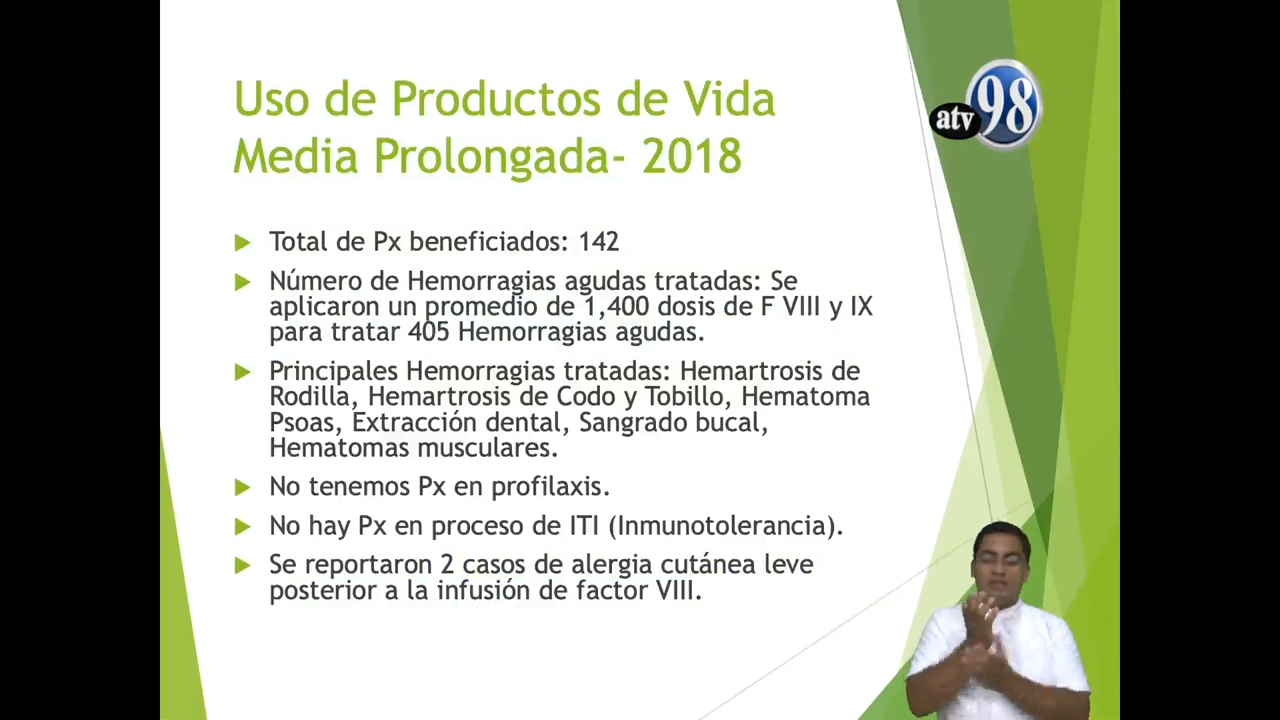 Uso de Productos de Vida
Media Prolongada- 2018
atv 98
Total de Px beneficiados: 142
Número de Hemorragias agudas tratadas: Se
aplicaron un promedio de 1,400 dosis de F VIII y IX
para tratar 405 Hemorragias agudas.
Principales Hemorragias tratadas: Hemartrosis de
Rodilla, Hemartrosis de Codo y Tobillo, Hematoma
Psoas, Extracción dental, Sangrado bucal,
Hematomas musculares.
No tenemos Px en profilaxis.
No hay Px en proceso de ITI (Inmunotolerancia).
Se reportaron 2 casos de alergia cutánea leve
posterior a la infusión de factor VIII.